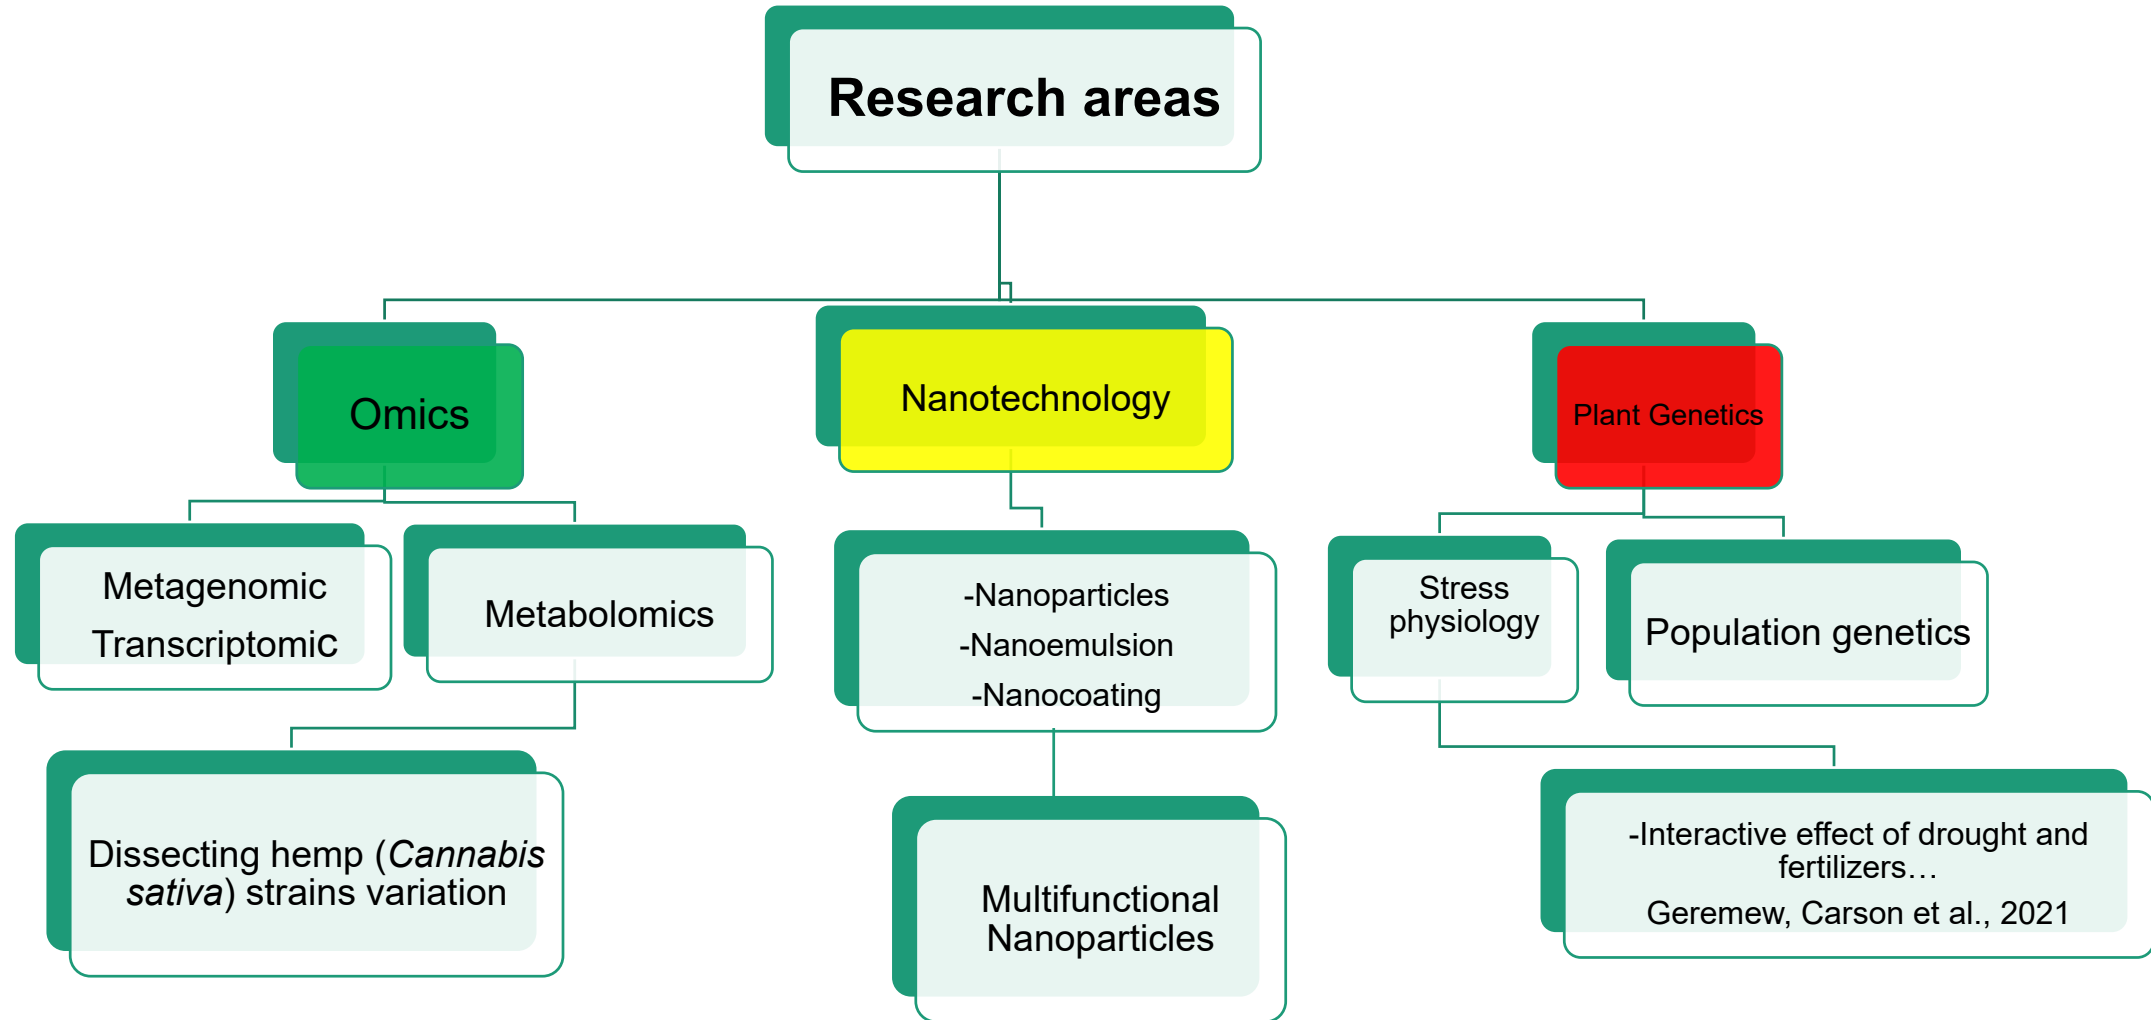 Research areas
Omics
Nanotechnology
Plant Genetics
Metagenomic
Transcriptomic
Metabolomics
-Nanoparticles
-Nanoemulsion
-Nanocoating
Stress
physiology
Population genetics
Dissecting hemp (Cannabis
sativa) strains variation
Multifunctional
Nanoparticles
-Interactive effect of drought and
fertilizers…
Geremew, Carson et al., 2021